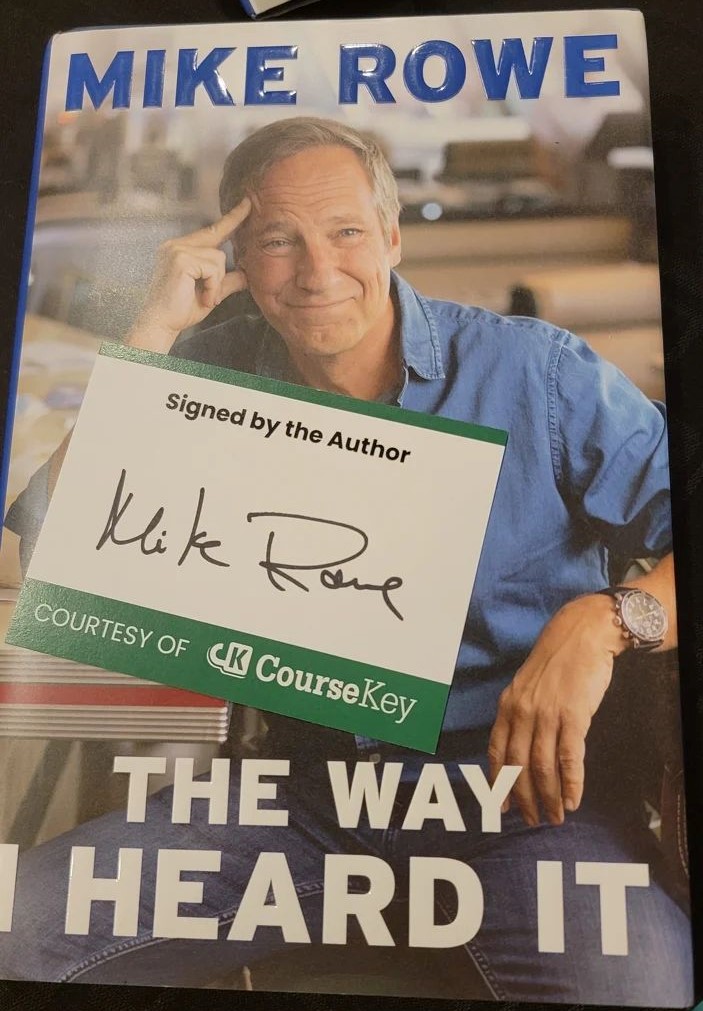 MIKE ROWE
Signed by the Author
Mike Rowe
COURTESY OF CK CourseKey
THE WAY
I HEARD IT